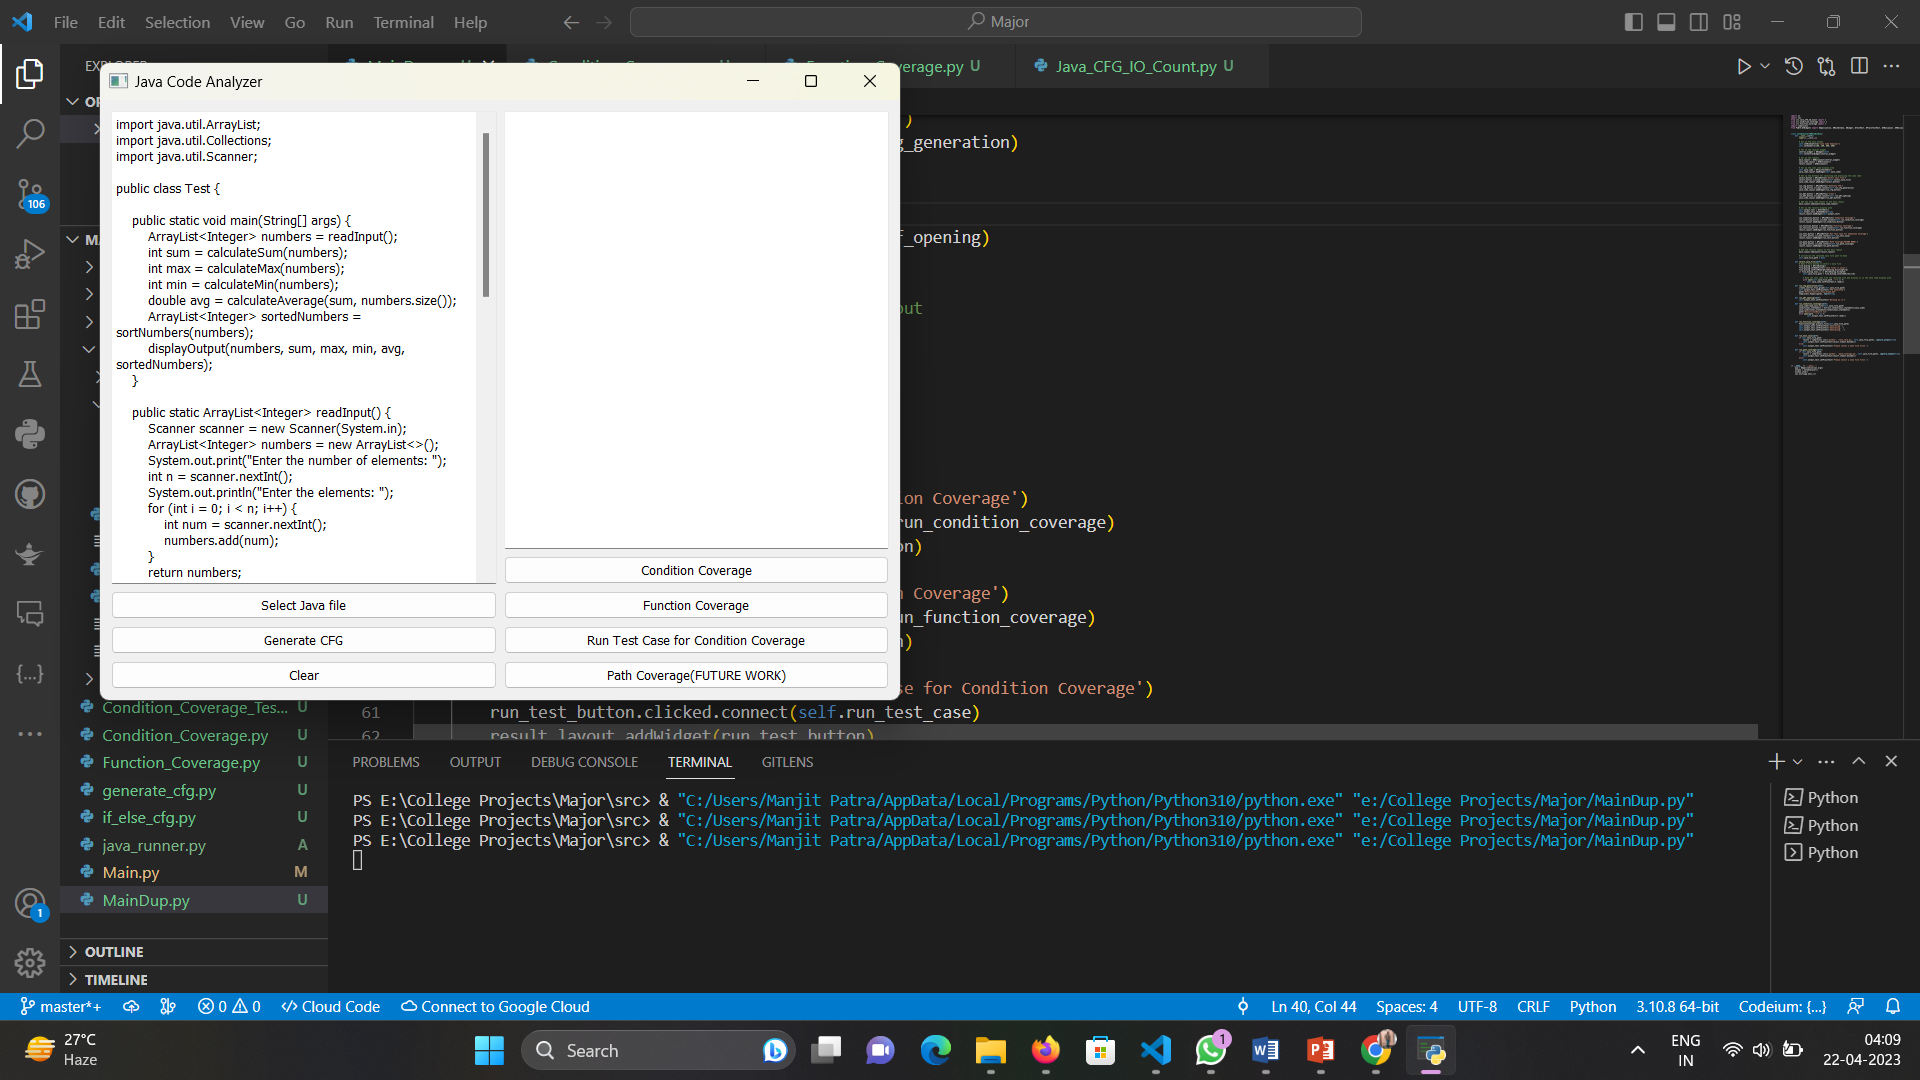 File Edit Selection View Go Run Terminal Help
Major
Java_CFG_IO_Count.py U
erage.py U
Java Code Analyzer
import java.util.ArrayList;
import java.util.Collections;
import java.util.Scanner;
public class Test {
public static void main(String[] args) {
ArrayList<Integer> numbers = readInput();
int sum = calculateSum(numbers);
int max = calculateMax(numbers);
int min = calculateMin(numbers);
double avg = calculateAverage(sum, numbers.size());
ArrayList<Integer> sortedNumbers =
sortNumbers(numbers);
displayOutput(numbers, sum, max, min, avg,
sortedNumbers);
}
public static ArrayList<Integer> readInput() {
Scanner scanner = new Scanner(System.in);
ArrayList<Integer> numbers = new ArrayList<>();
System.out.print("Enter the number of elements: ");
int n = scanner.nextInt();
System.out.println("Enter the elements: ");
for (int i = 0; i < n; i++) {
int num = scanner.nextInt();
numbers.add(num);
}
return numbers;
Select Java file
Generate CFG
Clear
Condition Coverage
Function Coverage
Run Test Case for Condition Coverage
Path Coverage(FUTURE WORK)
)
g_generation)
f_opening)
out
ion Coverage')
run_condition_coverage)
on)
n Coverage')
un_function_coverage)
n)
se for Condition Coverage')
61 run_test_button.clicked.connect(self.run_test_case)
62 result_layout.addWidget(run_test_button)
106
Condition_Coverage_Tes... U
Condition_Coverage.py U
Function_Coverage.py U
generate_cfg.py U
if_else_cfg.py U
java_runner.py A
Main.py M
MainDup.py U
OUTLINE
TIMELINE
1
PROBLEMS OUTPUT DEBUG CONSOLE TERMINAL GITLENS
PS E:\College Projects\Major\src> & "C:/Users/Manjit Patra/AppData/Local/Programs/Python/Python310/python.exe" "e:/College Projects/Major/MainDup.py"
PS E:\College Projects\Major\src> & "C:/Users/Manjit Patra/AppData/Local/Programs/Python/Python310/python.exe" "e:/College Projects/Major/MainDup.py"
PS E:\College Projects\Major\src> & "C:/Users/Manjit Patra/AppData/Local/Programs/Python/Python310/python.exe" "e:/College Projects/Major/MainDup.py"
Python
Python
Python
master*+ 0 0 Cloud Code Connect to Google Cloud Ln 40, Col 44 Spaces: 4 UTF-8 CRLF Python 3.10.8 64-bit Codeium: {...}
27°C
Haze
Search
1
ENG
IN
04:09
22-04-2023